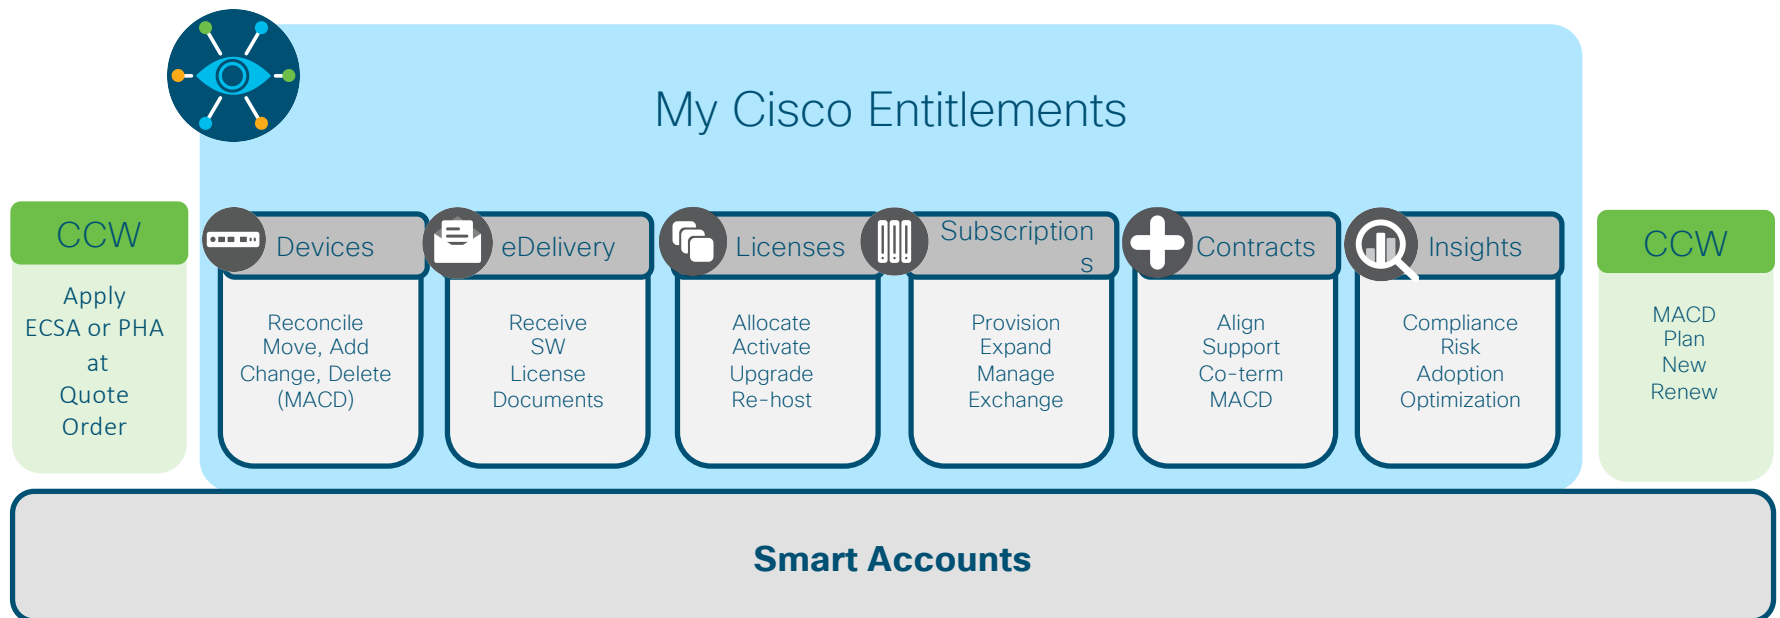 My Cisco Entitlements
CCW
Apply
ECSA or PHA
at
Quote
Order
Devices
Reconcile
Move, Add
Change, Delete
(MACD)
eDelivery
Receive
SW
License
Documents
Licenses
Allocate
Activate
Upgrade
Re-host
Subscription
s
Provision
Expand
Manage
Exchange
Contracts
Align
Support
Co-term
MACD
Insights
Compliance
Risk
Adoption
Optimization
CCW
MACD
Plan
New
Renew
Smart Accounts